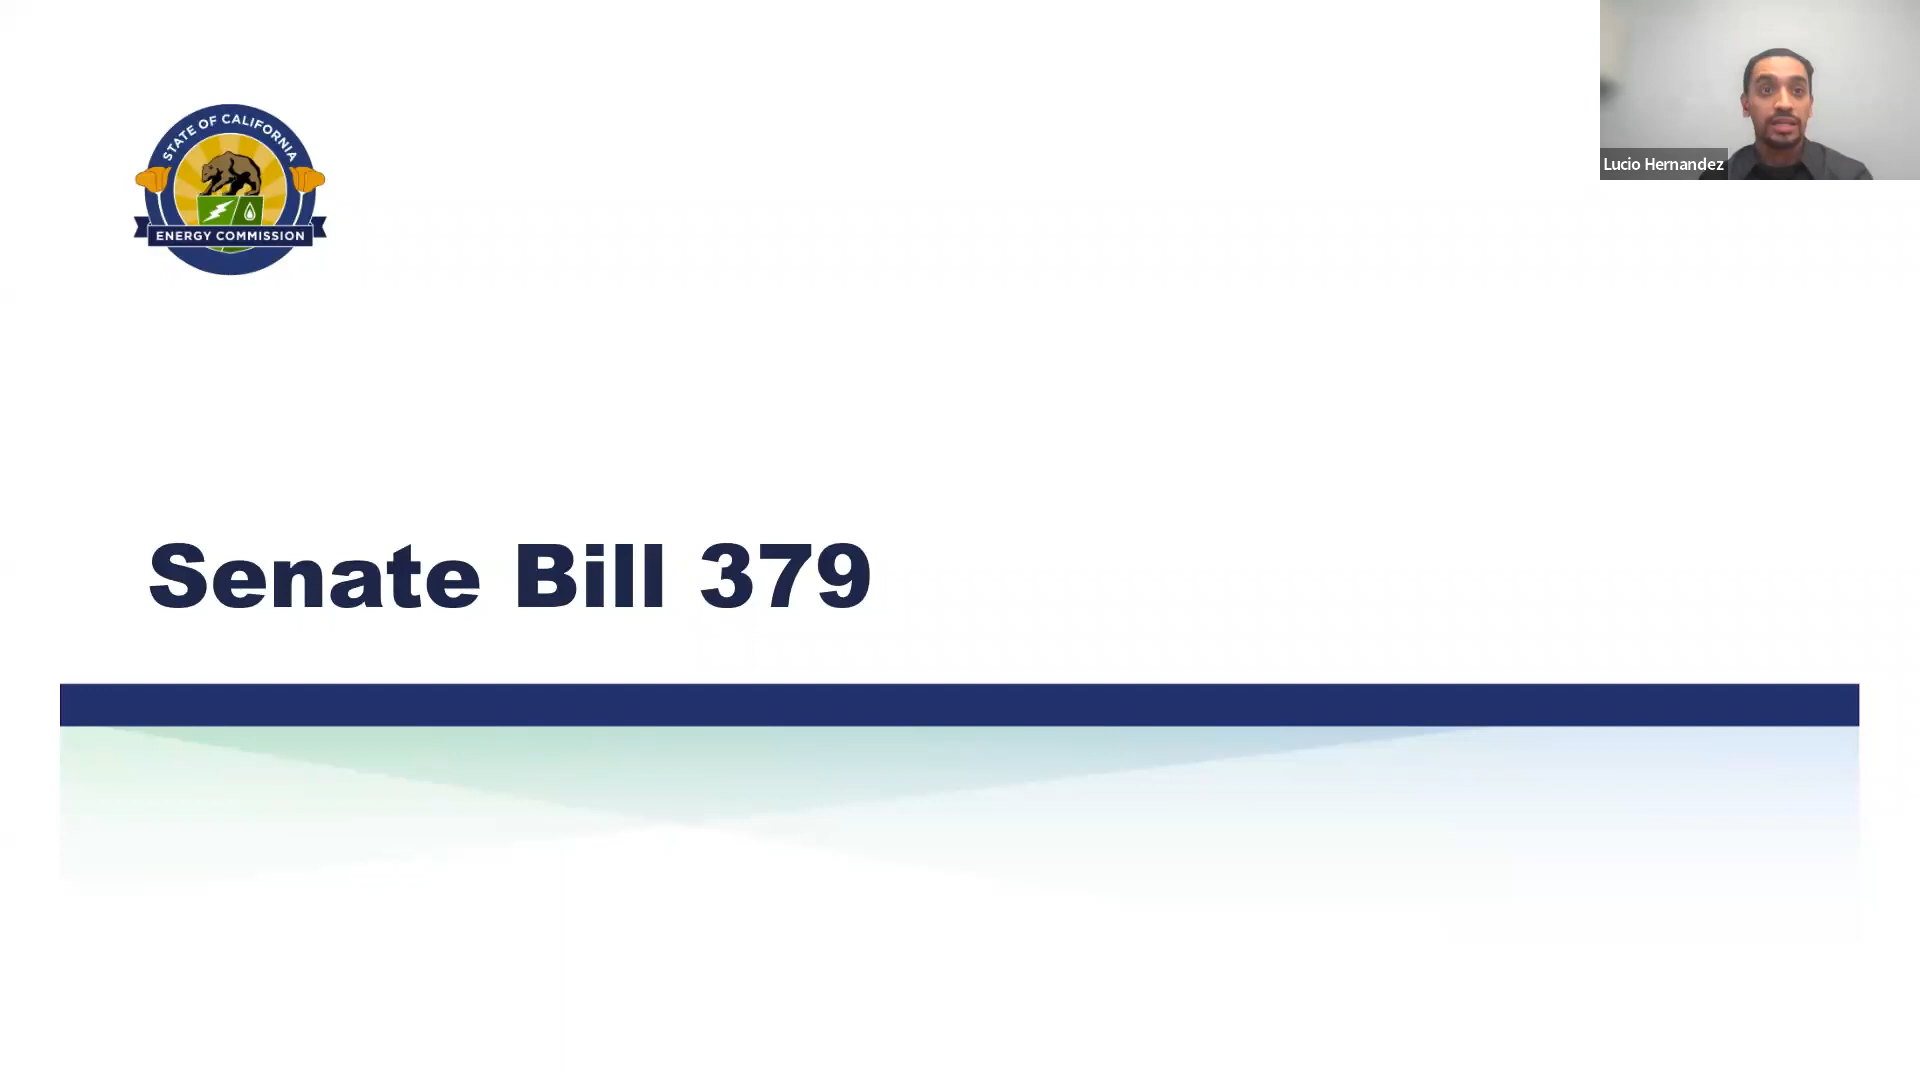 STATE OF CALIFORNIA
ENERGY COMMISSION
Lucio Hernandez
Senate Bill 379